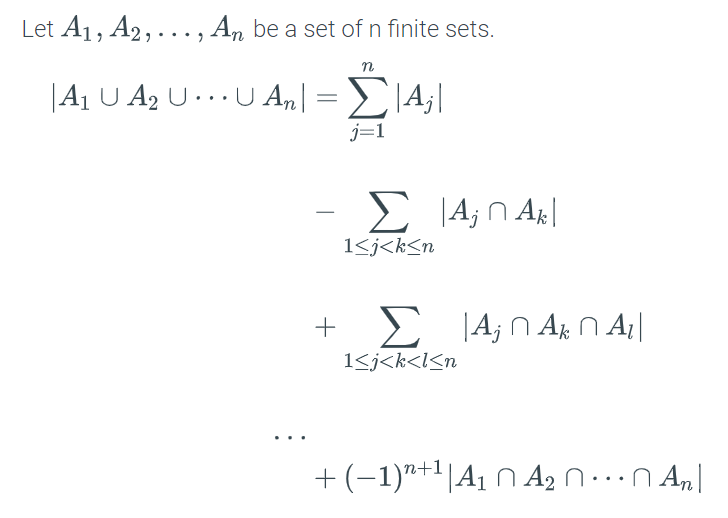 Let A₁, A₂, . . . , Aₙ be a set of n finite sets.
|A₁ ∪ A₂ ∪ ⋯ ∪ Aₙ| = ∑_{j=1}^{n} |Aⱼ|
− ∑_{1≤j<k≤n} |Aⱼ ∩ Aₖ|
+ ∑_{1≤j<k<l≤n} |Aⱼ ∩ Aₖ ∩ Aₗ|
. . .
+ (−1)ⁿ⁺¹|A₁ ∩ A₂ ∩ ⋯ ∩ Aₙ|